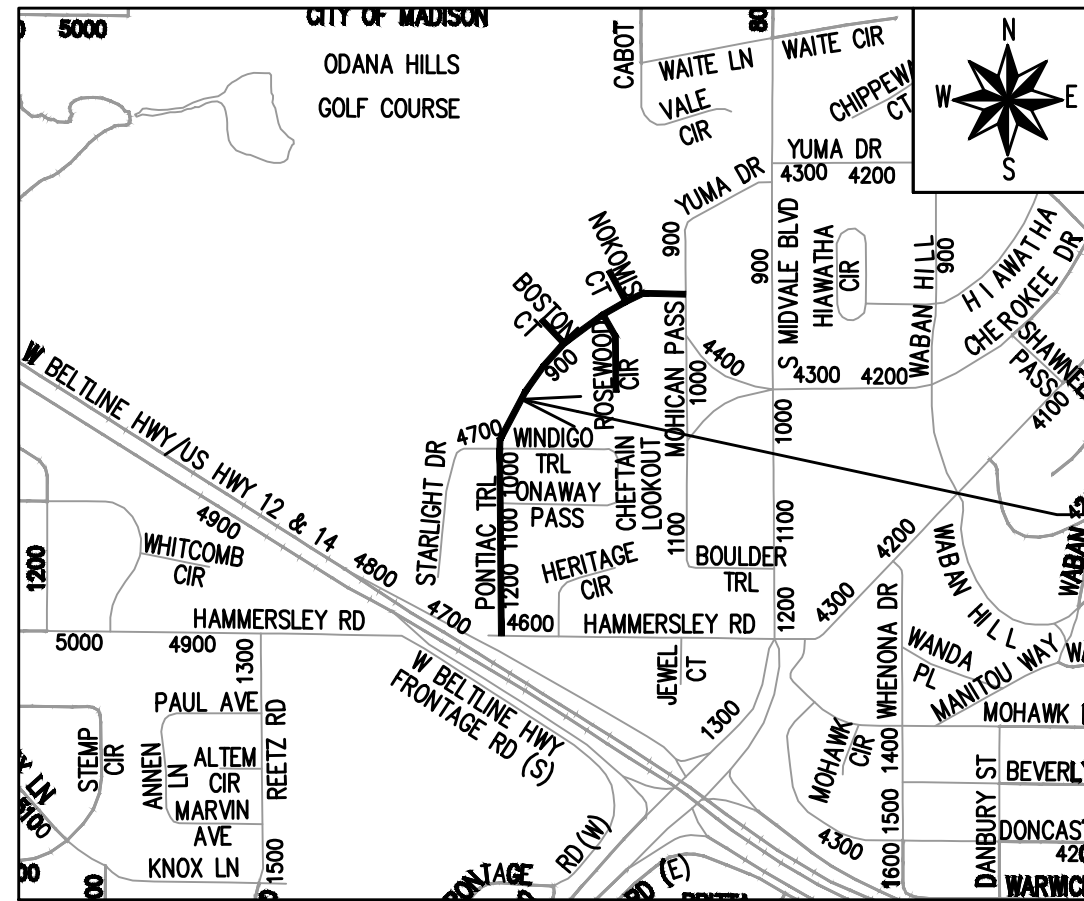 CITY OF MADISON
5000
ODANA HILLS
GOLF COURSE
CABOT
80
WAITE LN
WAITE CIR
VALE
CIR
CT
N
W
E
S
YUMA DR
4300
4200
YUMA DR
900
NOKOMIS
CT
BOSTON
CT
900
ROSEWOOD
CIR
MOHICAN PASS
1000
1100
4400
S MIDVALE BLVD
900
HIAWATHA
CIR
WABAN HILL
900
HIAWATHA
CHEROKEE DR
SHAWNEE
PASS
4100
4300
4200
1000
1100
1200
W BELTLINE HWY/US HWY 12 & 14
4900
4800
4700
STARLIGHT DR
4700
WINDIGO
TRL
ONAWAY
PASS
PONTIAC TRL
1000
1100
1200
CHEFTAIN
LOOKOUT
HERITAGE
CIR
BOULDER
TRL
4200
4300
WABAN HILL
WABAN
1200
WHITCOMB
CIR
HAMMERSLEY RD
5000
4900
1300
4600
HAMMERSLEY RD
JEWEL
CT
1300
W BELTLINE HWY
FRONTAGE RD (S)
WHENONA DR
WANDA
PL
MANITOU WAY
MOHAWK
MOHAWK
CIR
1400
1500
1600
4300
PAUL AVE
STEMP
CIR
ANNEN
LN
ALTEM
CIR
MARVIN
AVE
REETZ RD
1500
KNOX LN
LN
5100
DANBURY ST
BEVERLY
RD (W)
(E)